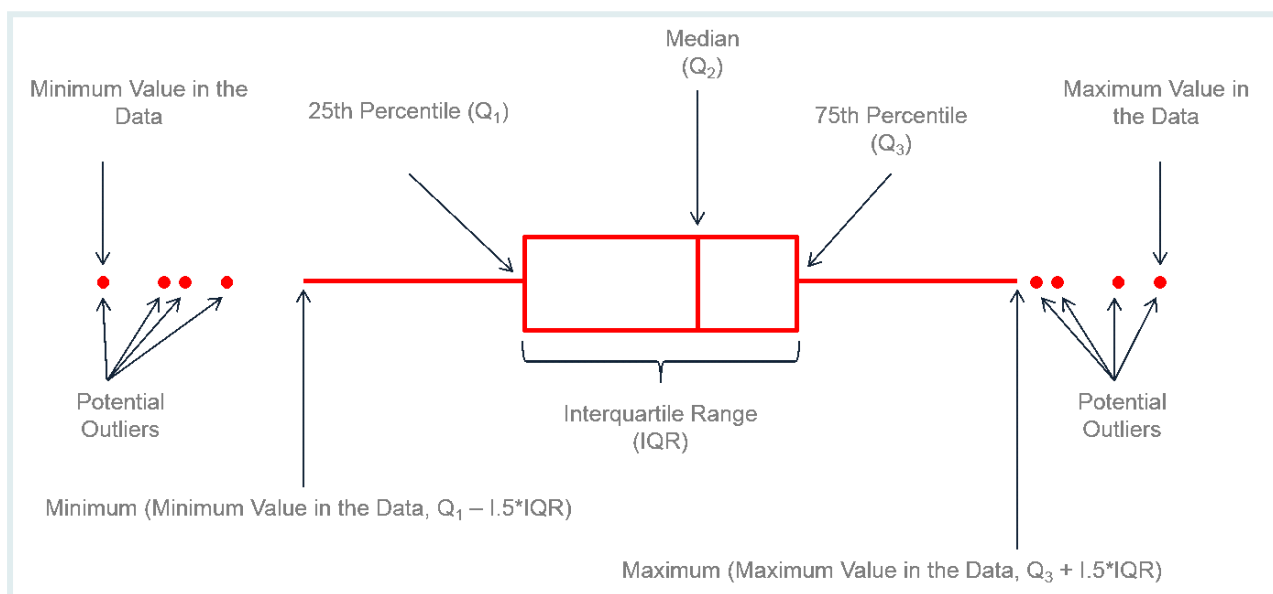 Median
(Q₂)
Minimum Value in the
Data
25th Percentile (Q₁)
75th Percentile
(Q₃)
Maximum Value in
the Data
Potential
Outliers
Interquartile Range
(IQR)
Potential
Outliers
Minimum (Minimum Value in the Data, Q₁ – I.5*IQR)
Maximum (Maximum Value in the Data, Q₃ + I.5*IQR)